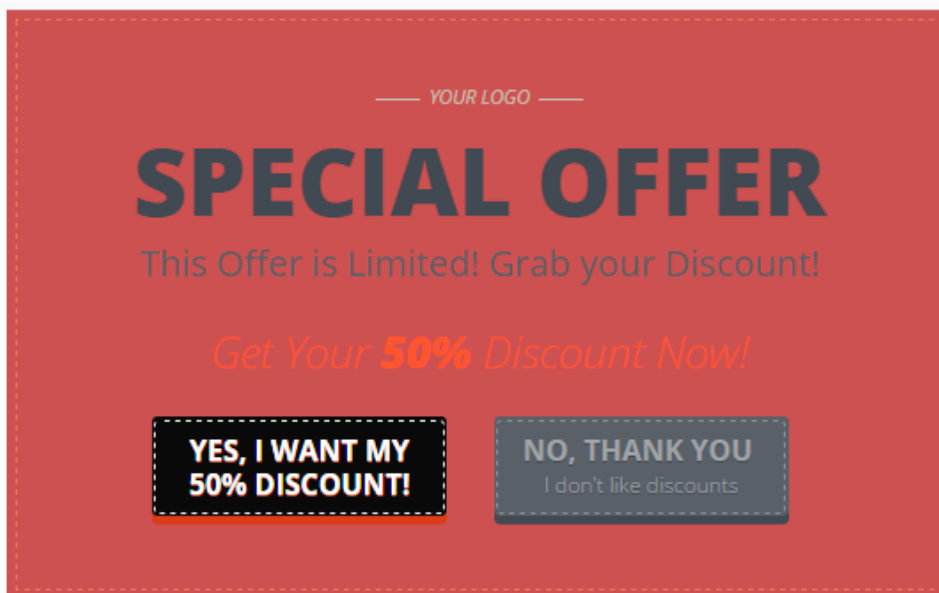 YOUR LOGO
SPECIAL OFFER
This Offer is Limited! Grab your Discount!
Get Your 50% Discount Now!
YES, I WANT MY
50% DISCOUNT!
NO, THANK YOU
I don't like discounts